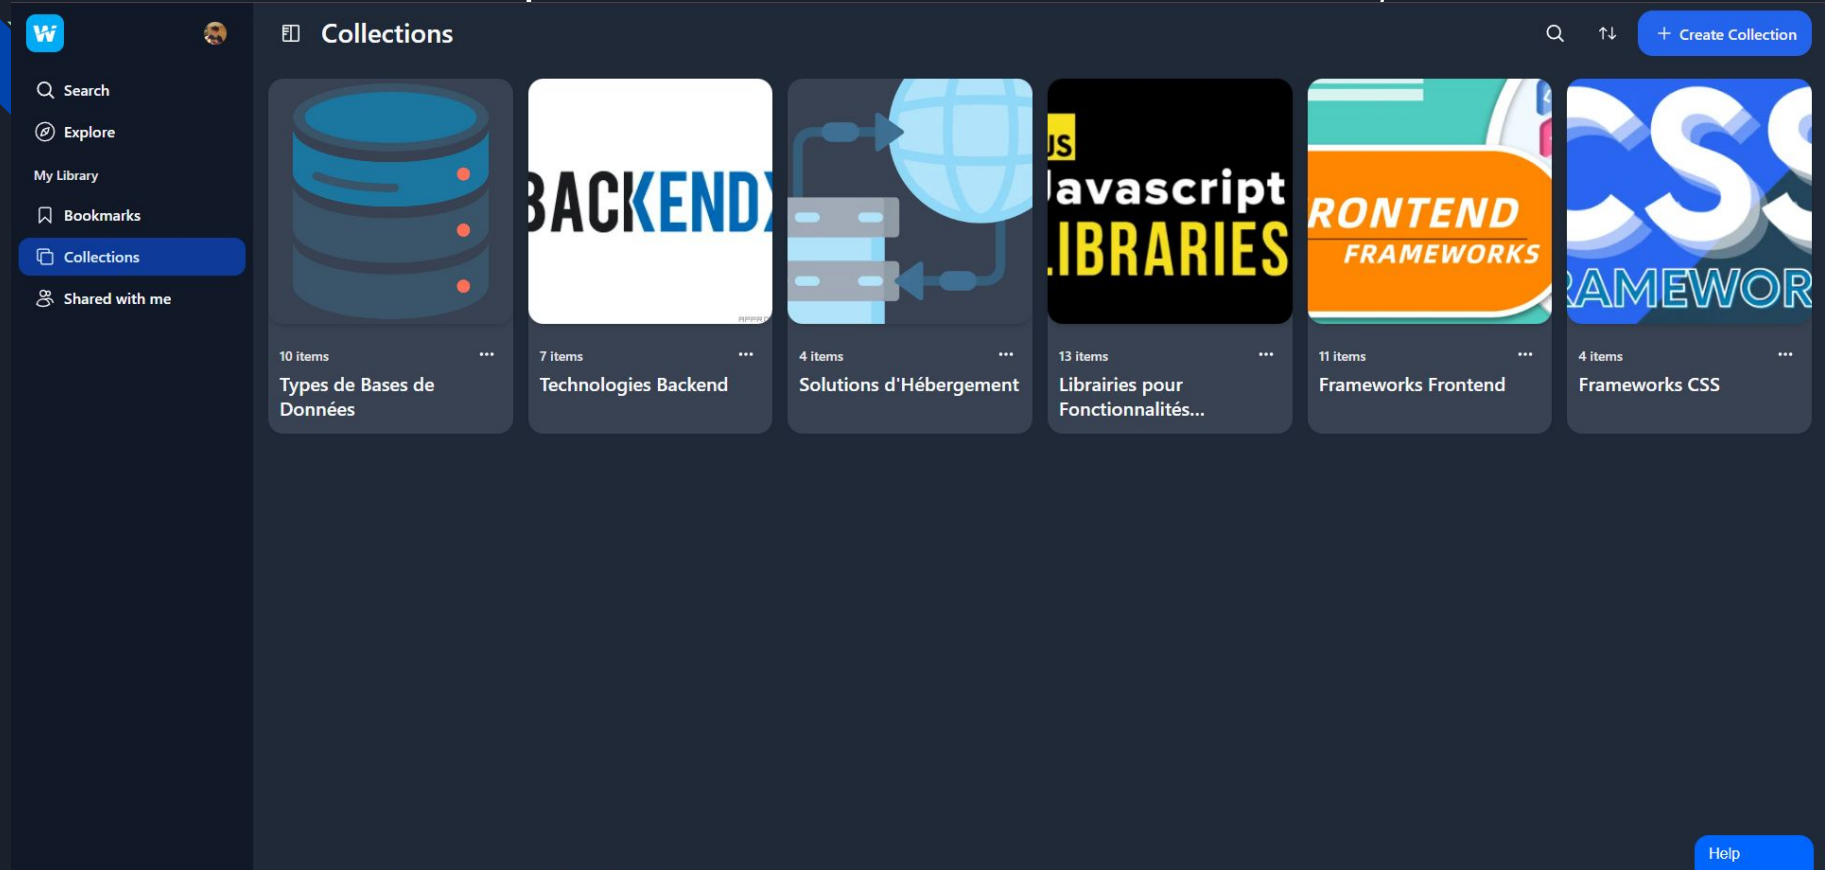 W
Collections
Create Collection
Search
Explore
My Library
Bookmarks
Collections
Shared with me
BACKEND
10 items
Types de Bases de
Données
7 items
Technologies Backend
4 items
Solutions d'Hébergement
JS
Javascript
LIBRARIES
13 items
Librairies pour
Fonctionnalités...
RONTEND
FRAMEWORKS
11 items
Frameworks Frontend
CSS
RAMEWOR
4 items
Frameworks CSS
Help